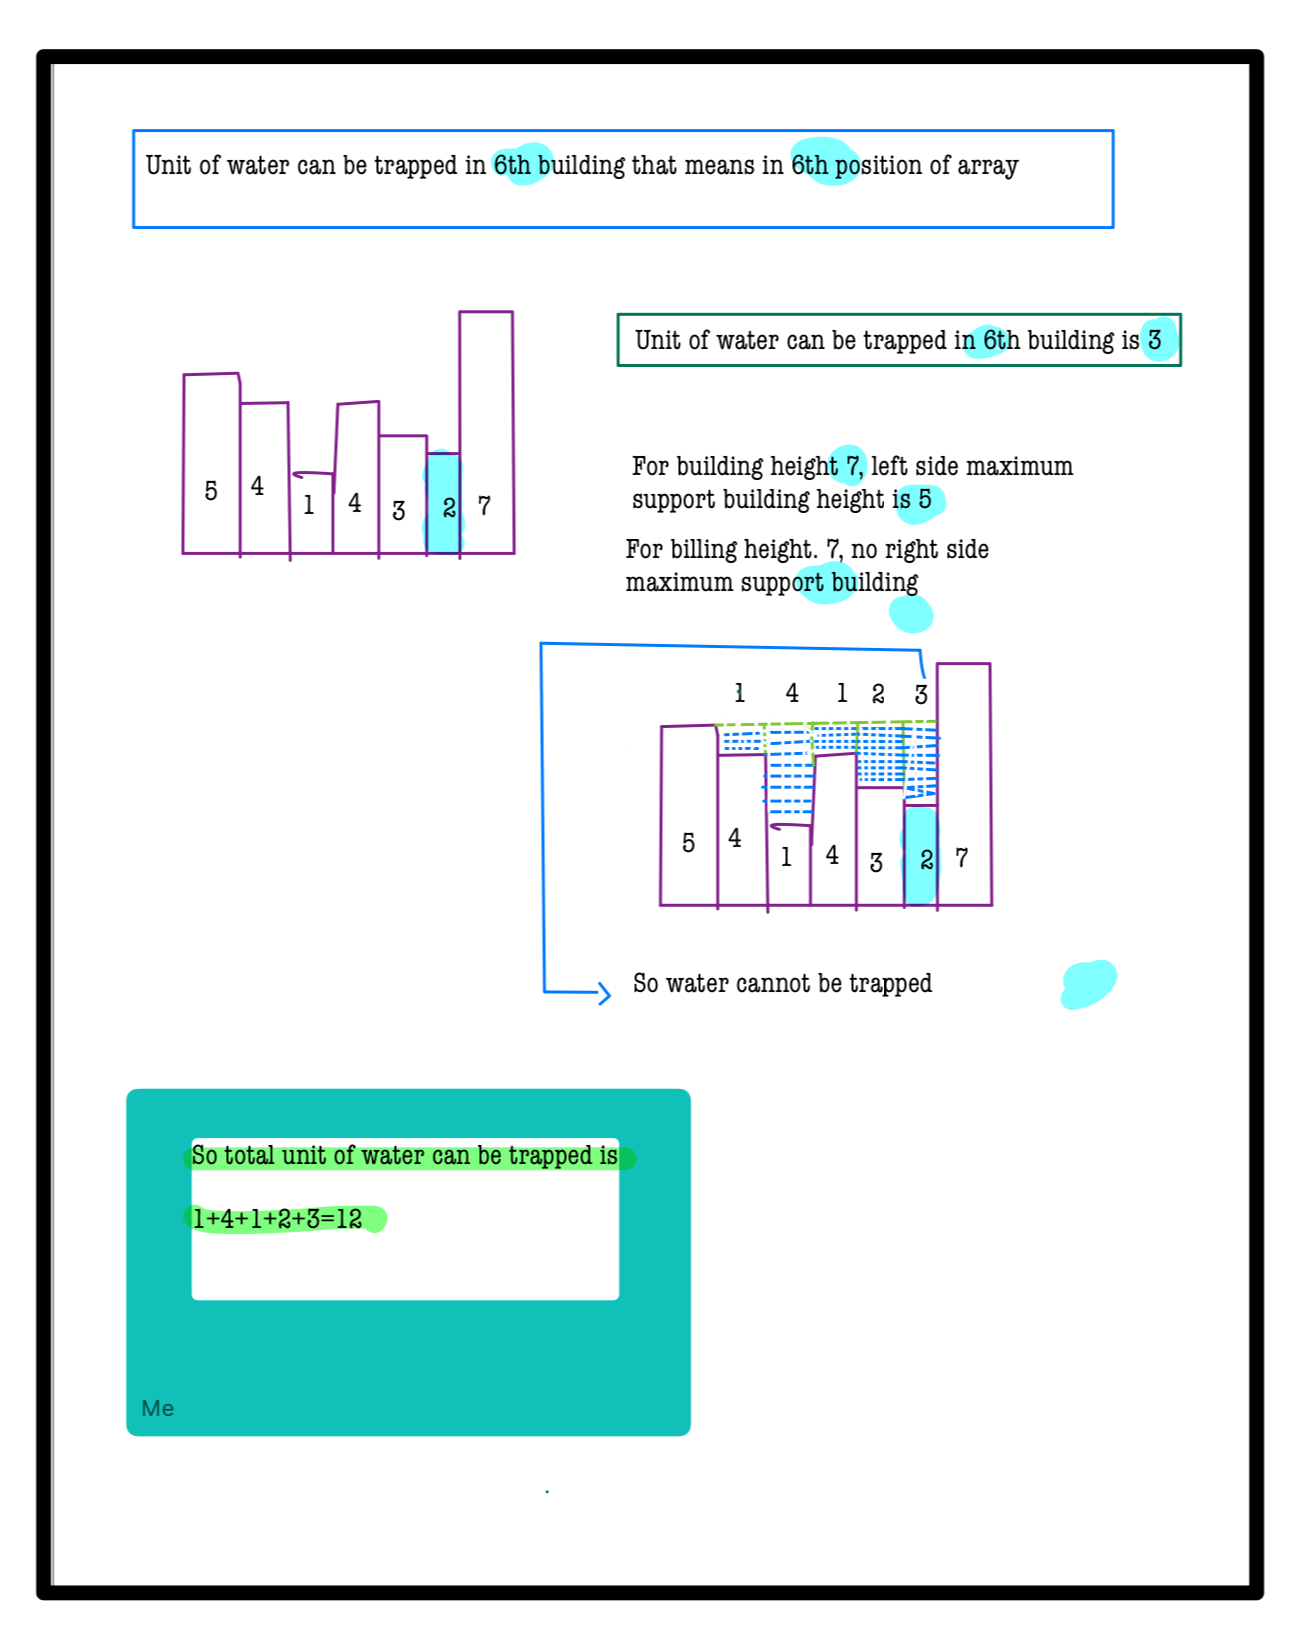 Unit of water can be trapped in 6th building that means in 6th position of array
Unit of water can be trapped in 6th building is 3
5 4 1 4 3 2 7
For building height 7, left side maximum
support building height is 5
For billing height. 7, no right side
maximum support building
1 4 1 2 3
5 4 1 4 3 2 7
So water cannot be trapped
So total unit of water can be trapped is
1+4+1+2+3=12
Me